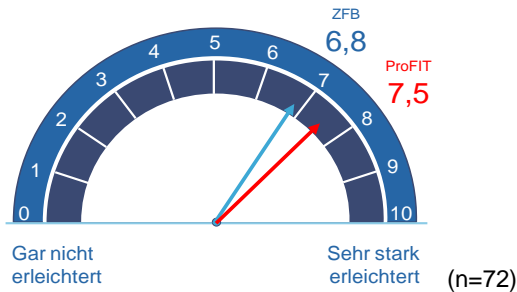 ZFB
6,8
ProFIT
7,5
0
1
2
3
4
5
6
7
8
9
10
Gar nicht
erleichtert
Sehr stark
erleichtert
(n=72)